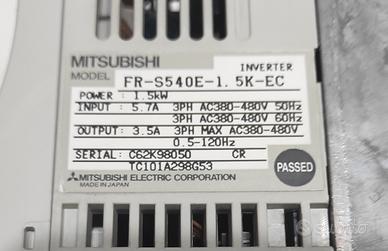 MITSUBISHI
INVERTER
MODEL FR-S540E-1.5K-EC
POWER : 1.5kW
INPUT : 5.7A 3PH AC380-480V 50Hz
3PH AC380-480V 60Hz
OUTPUT: 3.5A 3PH MAX AC380-480V
0.5-120Hz
SERIAL: C62K98050 CR
TC101A298G53
PASSED
MITSUBISHI ELECTRIC CORPORATION
MADE IN JAPAN
subito